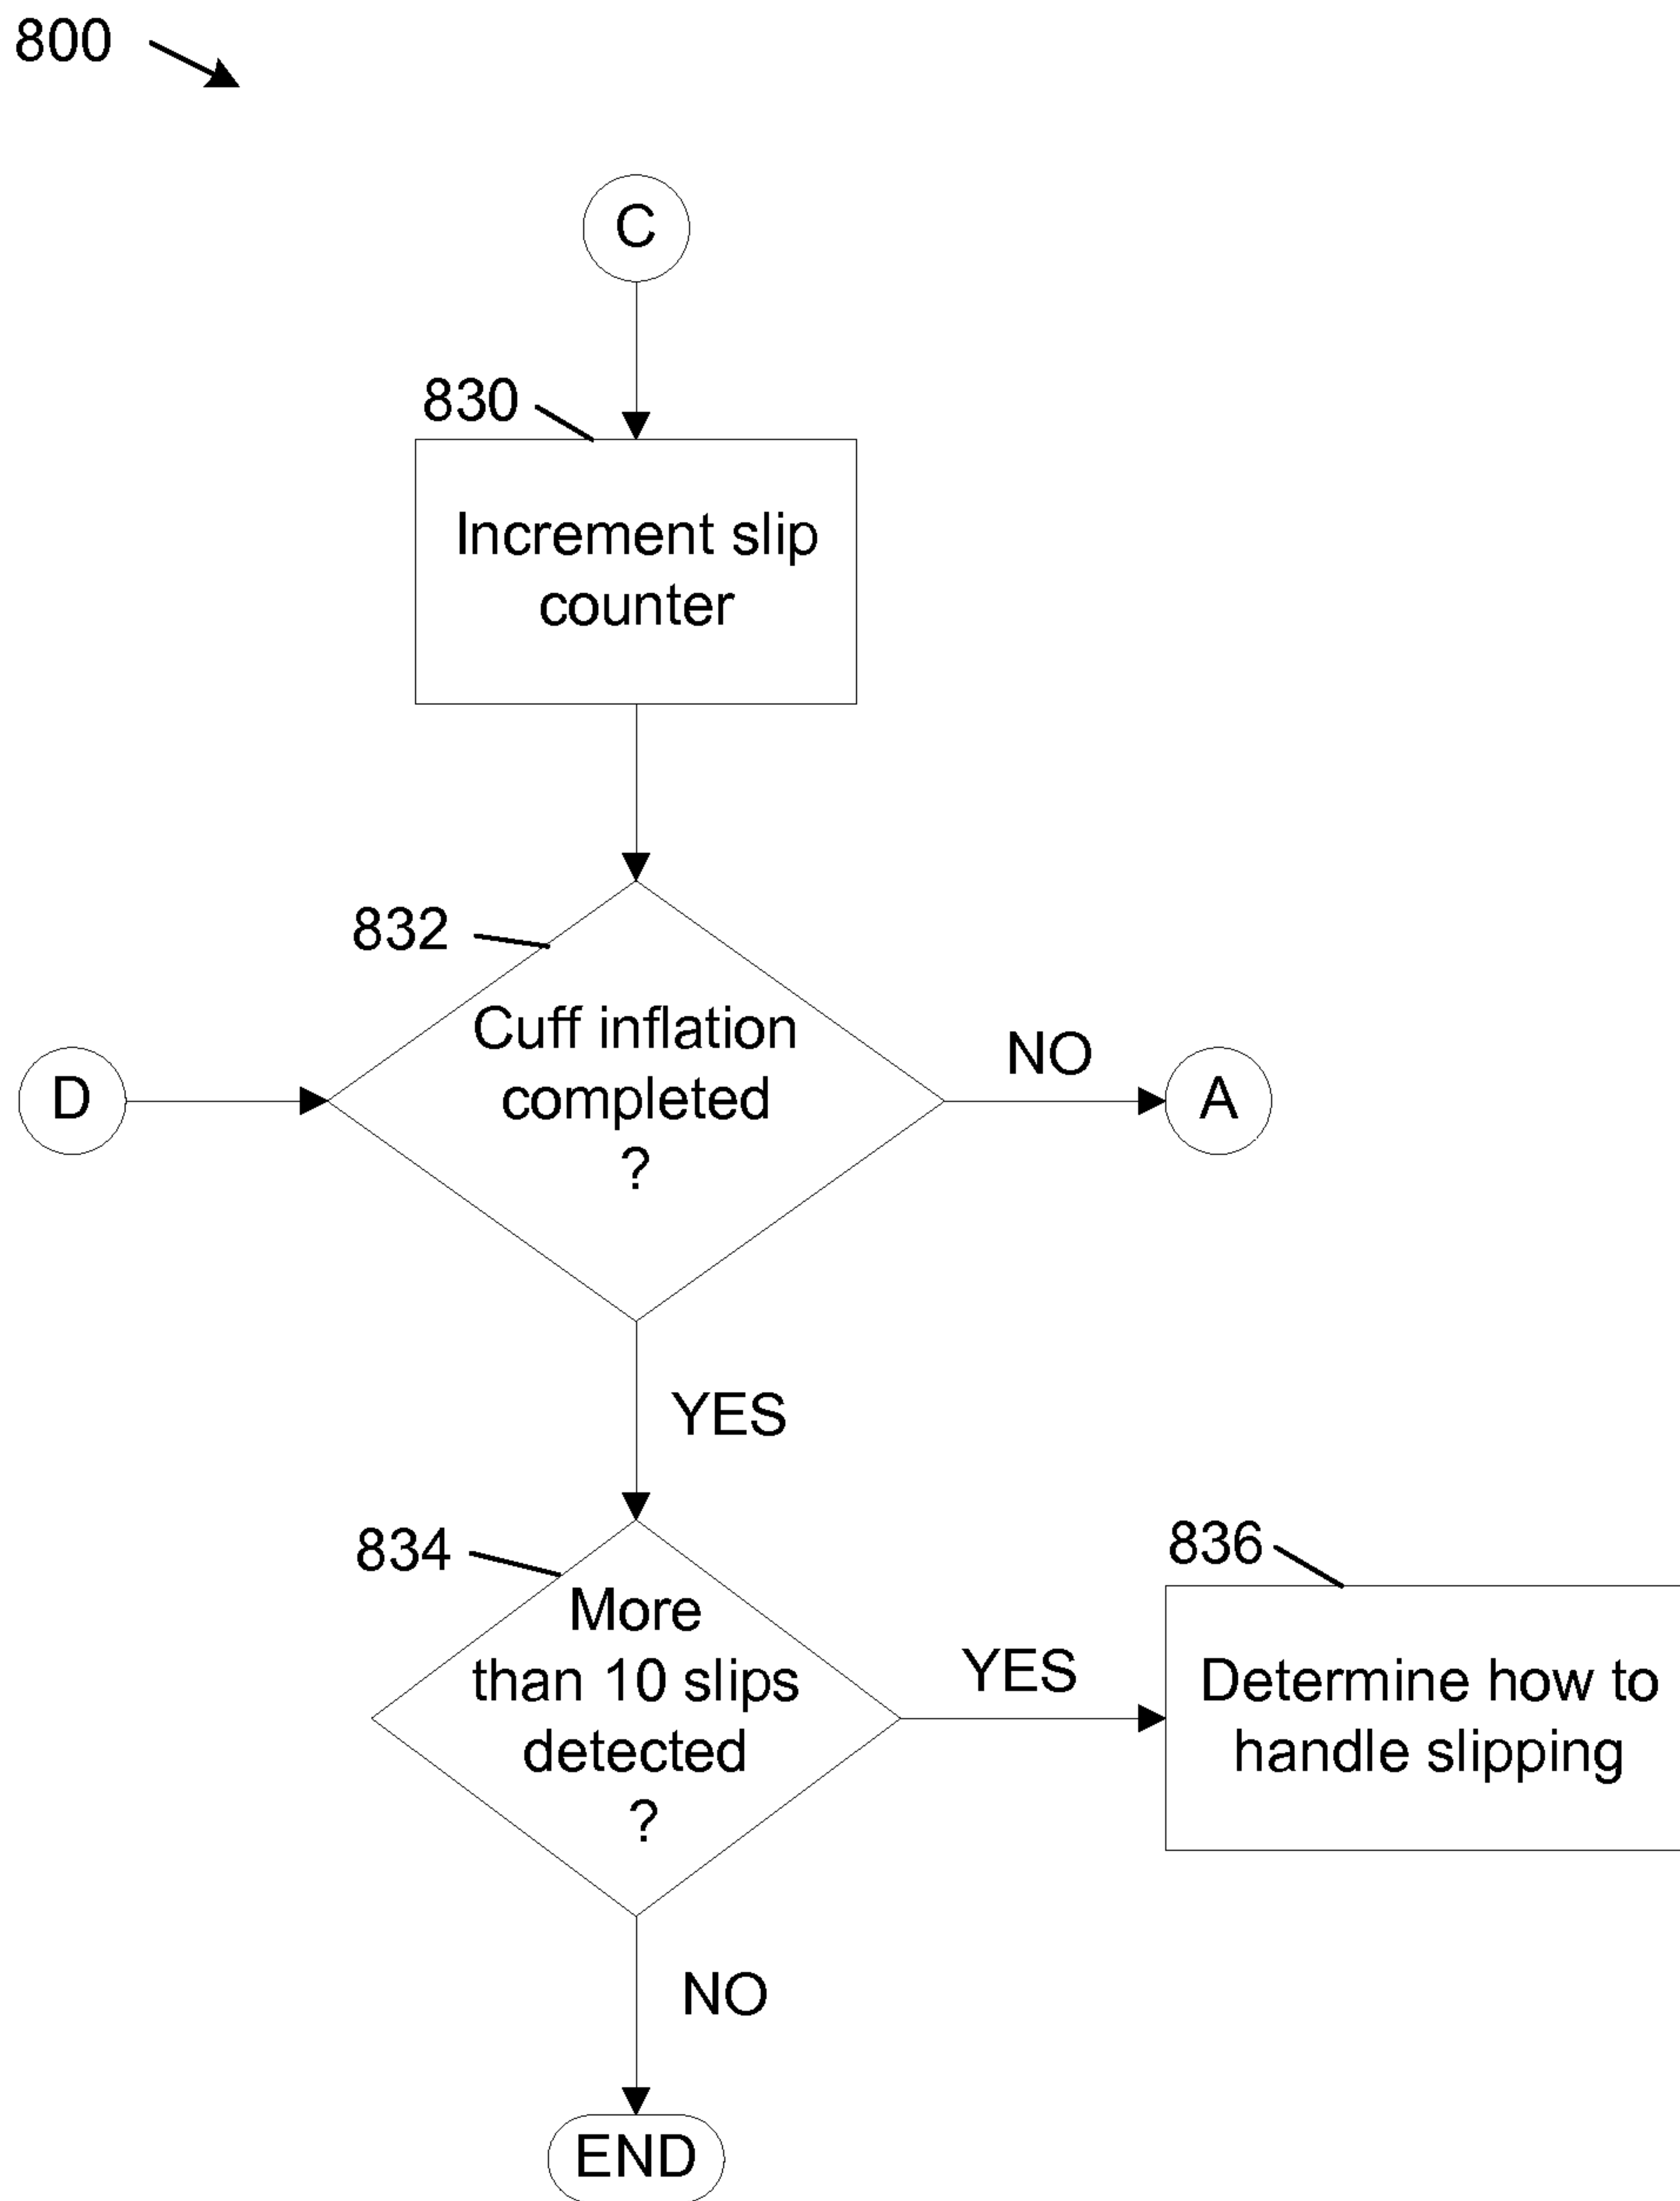 800
C
830
Increment slip
counter
832
Cuff inflation
completed
?
D
NO
A
YES
834
More
than 10 slips
detected
?
YES
836
Determine how to
handle slipping
NO
END